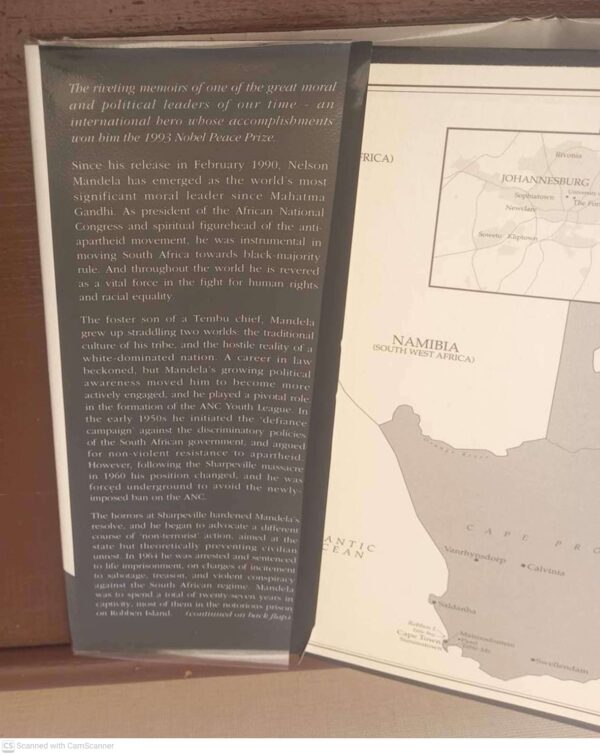 The riveting memoirs of one of the great moral
and political leaders of our time - an
international hero whose accomplishments
won him the 1993 Nobel Peace Prize.
Since his release in February 1990, Nelson
Mandela has emerged as the world's most
significant moral leader since Mahatma
Gandhi. As president of the African National
Congress and spiritual figurehead of the anti-
apartheid movement, he was instrumental in
moving South Africa towards black-majority
rule. And throughout the world he is revered
as a vital force in the fight for human rights
and racial equality
The foster son of a Tembu chief, Mandela
grew up straddling two worlds: the traditional
culture of his tribe, and the hostile reality of a
white-dominated nation. A career in law
beckoned, but Mandela's growing political
awareness moved him to become more
actively engaged, and he played a pivotal role
in the formation of the ANC Youth League. In
the early 1950s he initiated the 'defiance
campaign' against the discriminatory policies
of the South African government, and argued
for non-violent resistance to apartheid.
However, following the Sharpeville massacre
in 1960 his position changed, and he was
forced underground to avoid the newly-
imposed ban on the ANC.
The horrors at Sharpeville hardened Mandela's
resolve, and he began to advocate a different
course of 'non-terrorist' action, aimed at the
state but theoretically preventing civilian
unrest. In 1964 he was arrested and sentenced
to life imprisonment, on charges of incitement
to sabotage, treason, and violent conspiracy
against the South African regime. Mandela
was to spend a total of twenty-seven years in
captivity, most of them in the notorious prison
on Robben Island. (continued on back flap)
FRICA)
Rivonia
JOHANNESBURG
Sophiatown
University
Newclare
The For
Soweto Kliptown
NAMIBIA
(SOUTH WEST AFRICA)
Orange River
CAPE PRO
ANTIC
CEAN
Vanrhynsdorp
Calvinia
Saldanha
Robben I.
Cape Town
Simonstown
Swellendam
CS Scanned with CamScanner